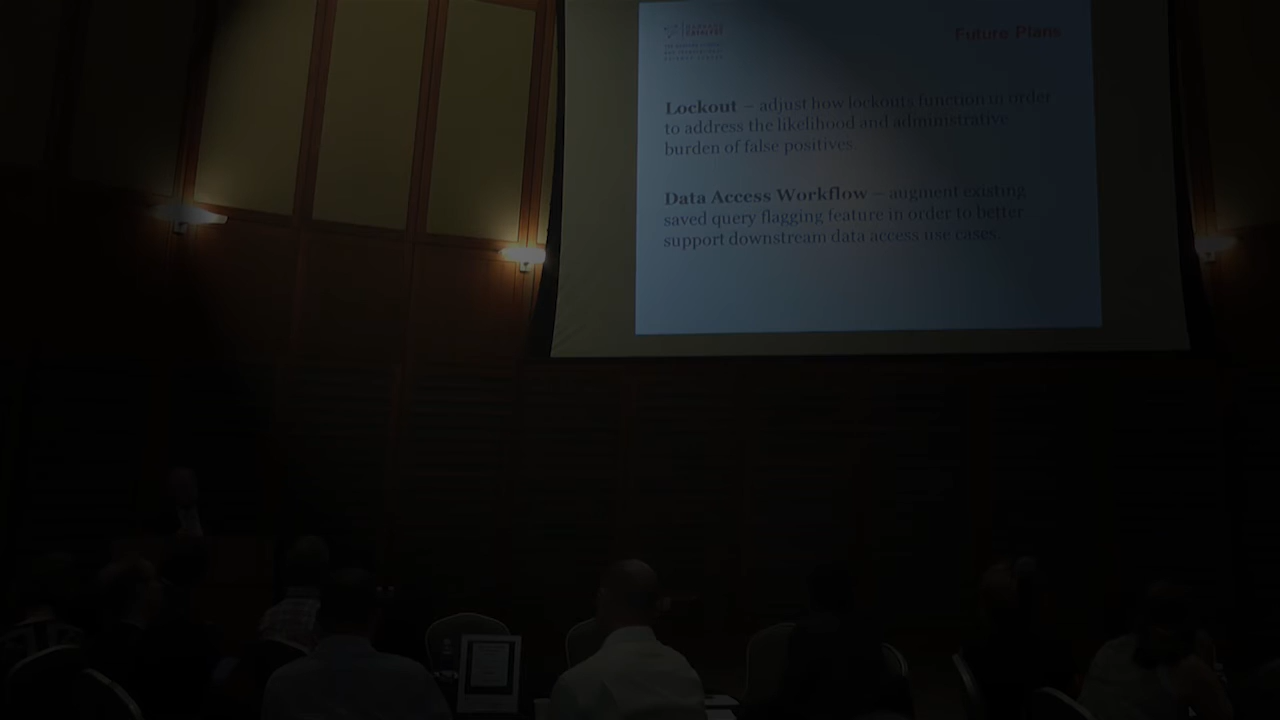 CATALYST
Future Plans
Lockout – adjust how lockouts function in order
to address the likelihood and administrative
burden of false positives.
Data Access Workflow – augment existing
saved query flagging feature in order to better
support downstream data access use cases.